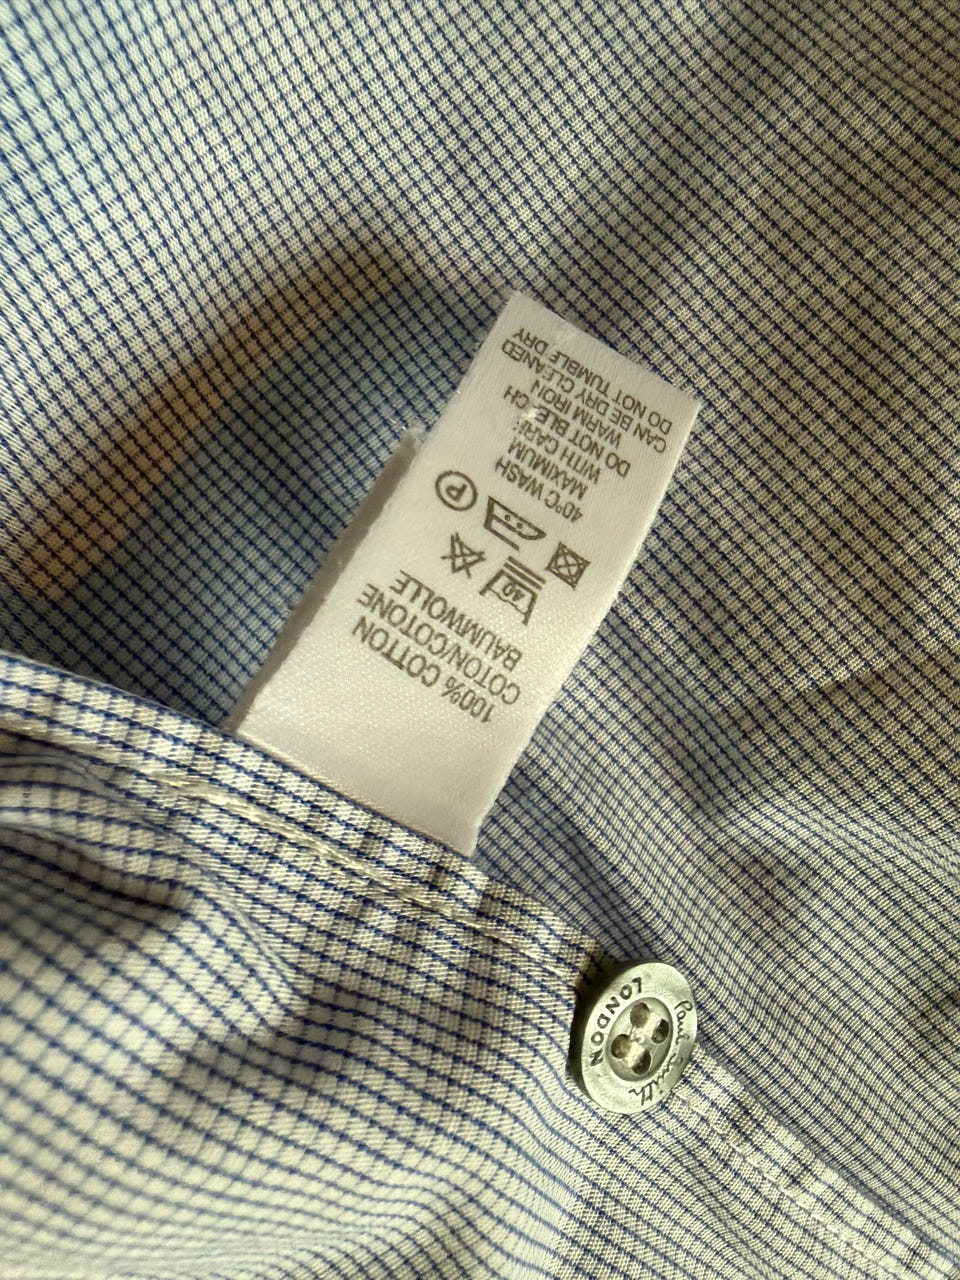 100% COTTON
COTON/COTONE
BAUMWOLLE
40
P
40°C WASH
MAXIMUM
WITH CARE
DO NOT BLEACH
WARM IRON
CAN BE DRY CLEANED
DO NOT TUMBLE DRY
Paul Smith
LONDON